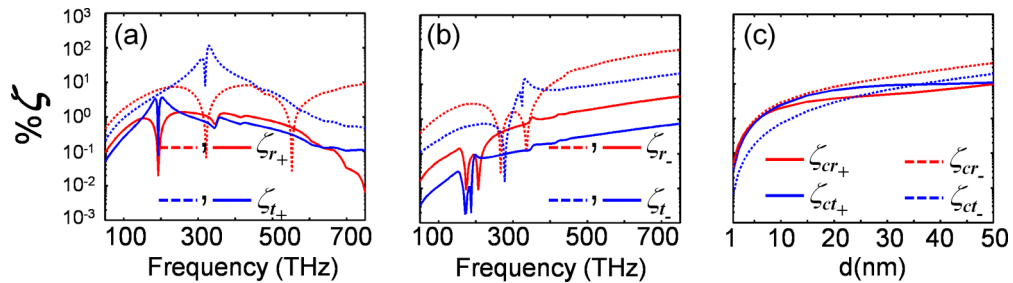 (a) (b) (c)
%ζ
10³
10²
10¹
10⁰
10⁻¹
10⁻²
10⁻³
, ζr₊
, ζt₊
100 300 500 700
Frequency (THz)
, ζr₋
, ζt₋
100 300 500 700
Frequency (THz)
ζcr₊ ζcr₋
ζct₊ ζct₋
1 10 20 30 40 50
d(nm)